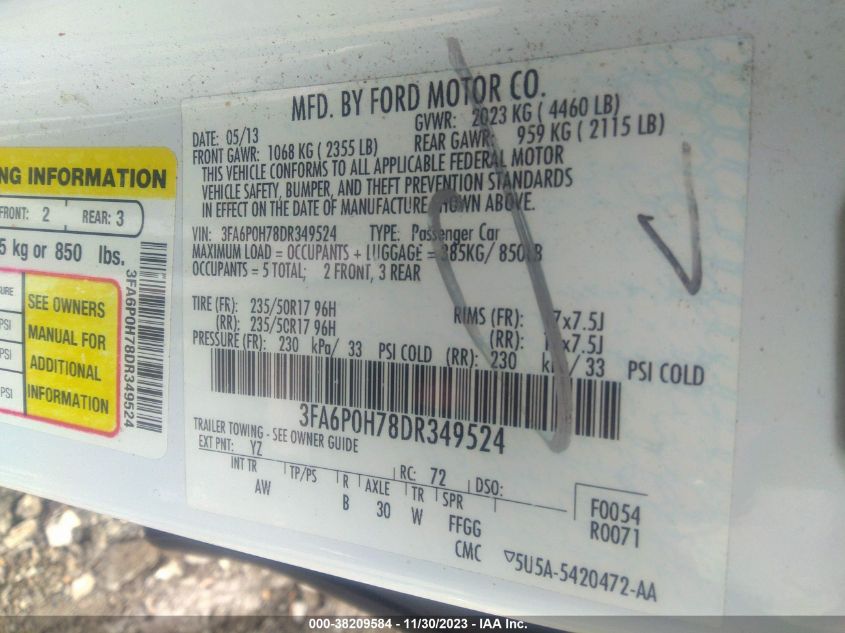 NG INFORMATION
FRONT: 2 REAR: 3
5 kg or 850 lbs.
SURE
PSI
PSI
PSI
SEE OWNERS
MANUAL FOR
ADDITIONAL
INFORMATION
3FA6P0H78DR349524
MFD. BY FORD MOTOR CO.
DATE: 05/13 GVWR: 2023 KG ( 4460 LB)
FRONT GAWR: 1068 KG ( 2355 LB) REAR GAWR: 959 KG ( 2115 LB)
THIS VEHICLE CONFORMS TO ALL APPLICABLE FEDERAL MOTOR
VEHICLE SAFETY, BUMPER, AND THEFT PREVENTION STANDARDS
IN EFFECT ON THE DATE OF MANUFACTURE SHOWN ABOVE.
VIN: 3FA6P0H78DR349524 TYPE: Passenger Car
MAXIMUM LOAD = OCCUPANTS + LUGGAGE = 385KG/ 850LB
OCCUPANTS = 5 TOTAL; 2 FRONT, 3 REAR
TIRE (FR): 235/50R17 96H RIMS (FR): 17x7.5J
(RR): 235/50R17 96H (RR): 17x7.5J
PRESSURE (FR): 230 kPa/ 33 PSI COLD (RR): 230 kPa/ 33 PSI COLD
3FA6P0H78DR349524
TRAILER TOWING - SEE OWNER GUIDE
EXT PNT: YZ RC: 72 DSO:
INT TR TP/PS R AXLE TR SPR F0054
AW B 30 W FFGG R0071
CMC 5U5A-5420472-AA
000-38209584 — 11/30/2023 — IAA Inc.